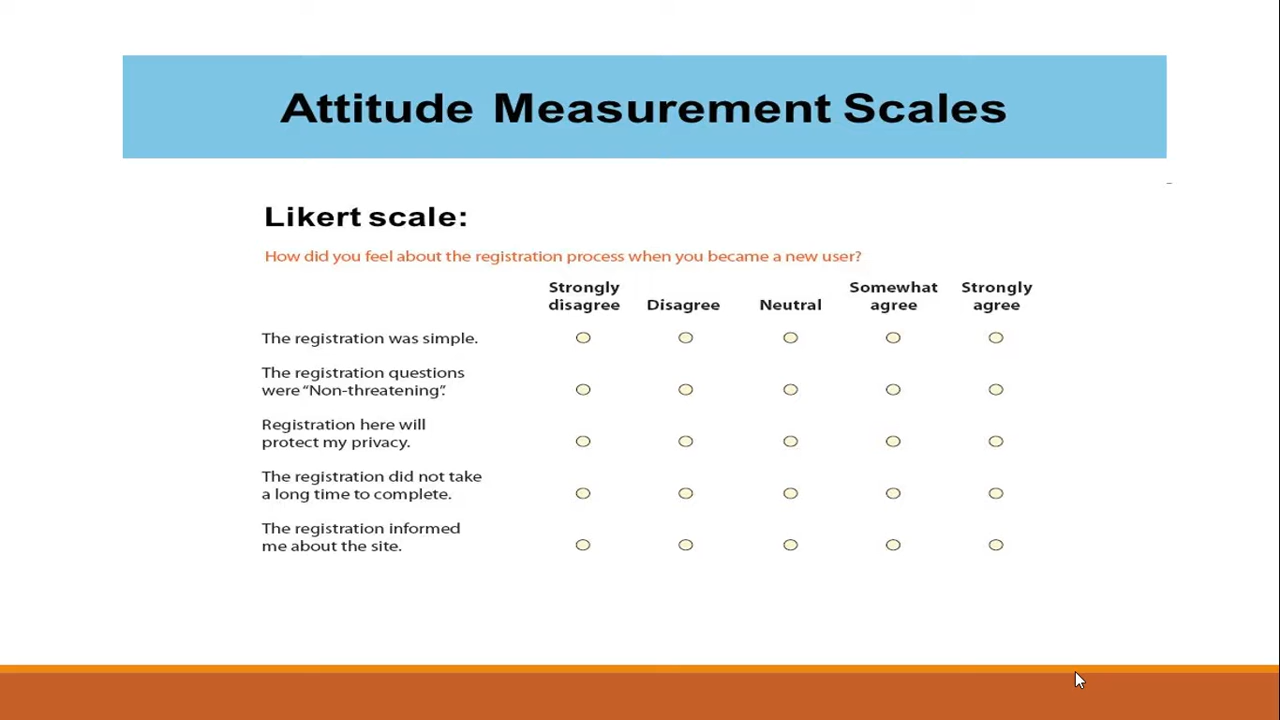 Attitude Measurement Scales
Likert scale:
How did you feel about the registration process when you became a new user?
Strongly disagree Disagree Neutral Somewhat agree Strongly agree
The registration was simple.
The registration questions
were “Non-threatening”.
Registration here will
protect my privacy.
The registration did not take
a long time to complete.
The registration informed
me about the site.